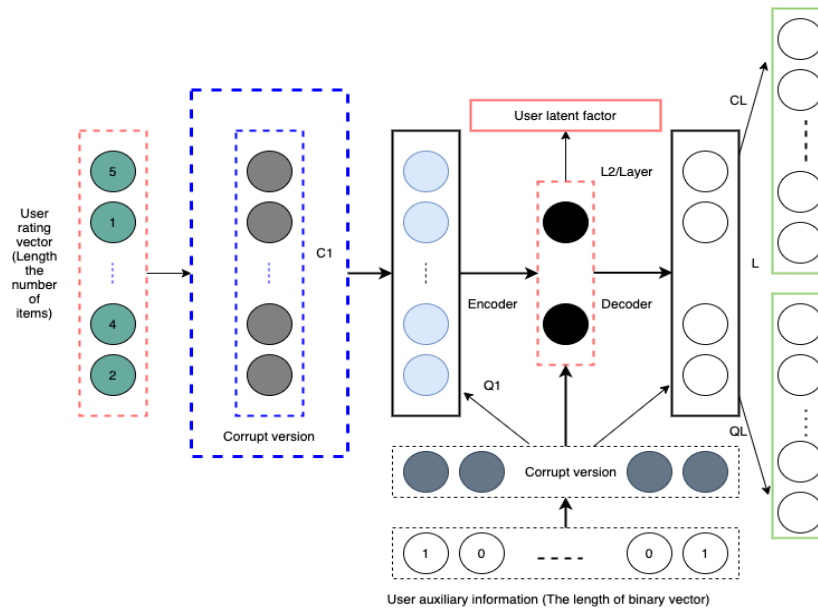 CL
User latent factor
5
L2/Layer
User
rating
vector
(Length
the
number
of
items)
1
C1
L
Encoder
Decoder
4
2
Q1
QL
Corrupt version
Corrupt version
1 0 0 1
User auxiliary information (The length of binary vector)